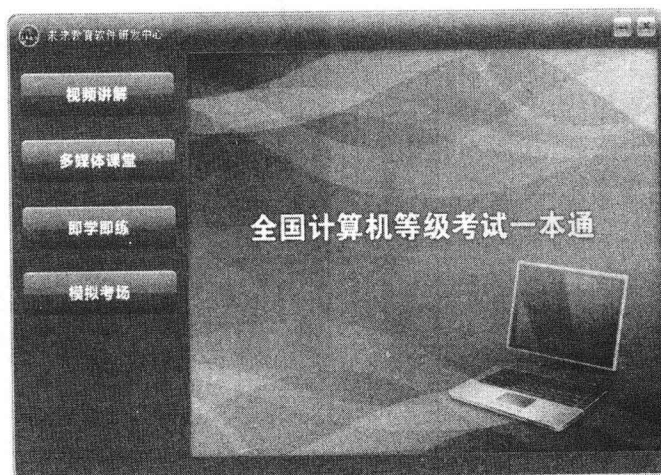 未来教育软件研发中心
视频讲解
多媒体课堂
即学即练
模拟考场
全国计算机等级考试一本通